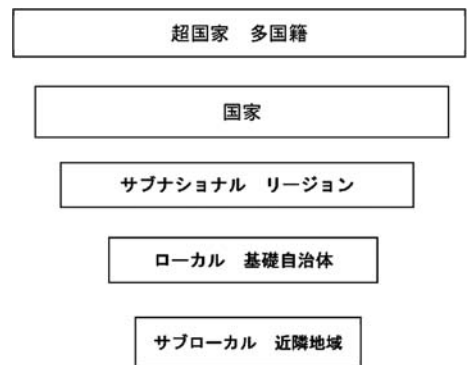 超国家　多国籍
国家
サブナショナル　リージョン
ローカル　基礎自治体
サブローカル　近隣地域